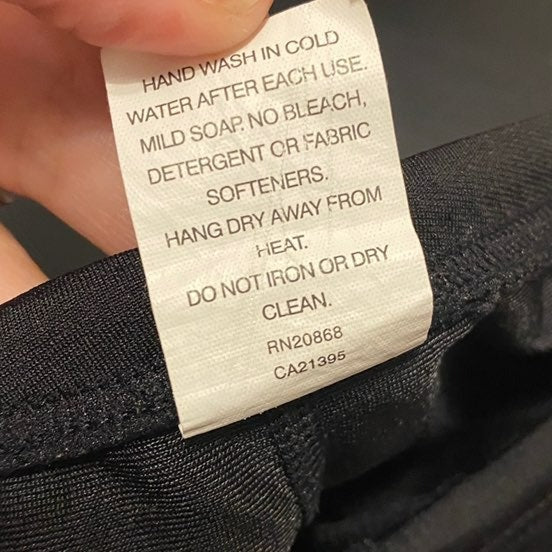 HAND WASH IN COLD
WATER AFTER EACH USE.
MILD SOAP. NO BLEACH,
DETERGENT OR FABRIC
SOFTENERS.
HANG DRY AWAY FROM
HEAT.
DO NOT IRON OR DRY
CLEAN.
RN20868
CA21395